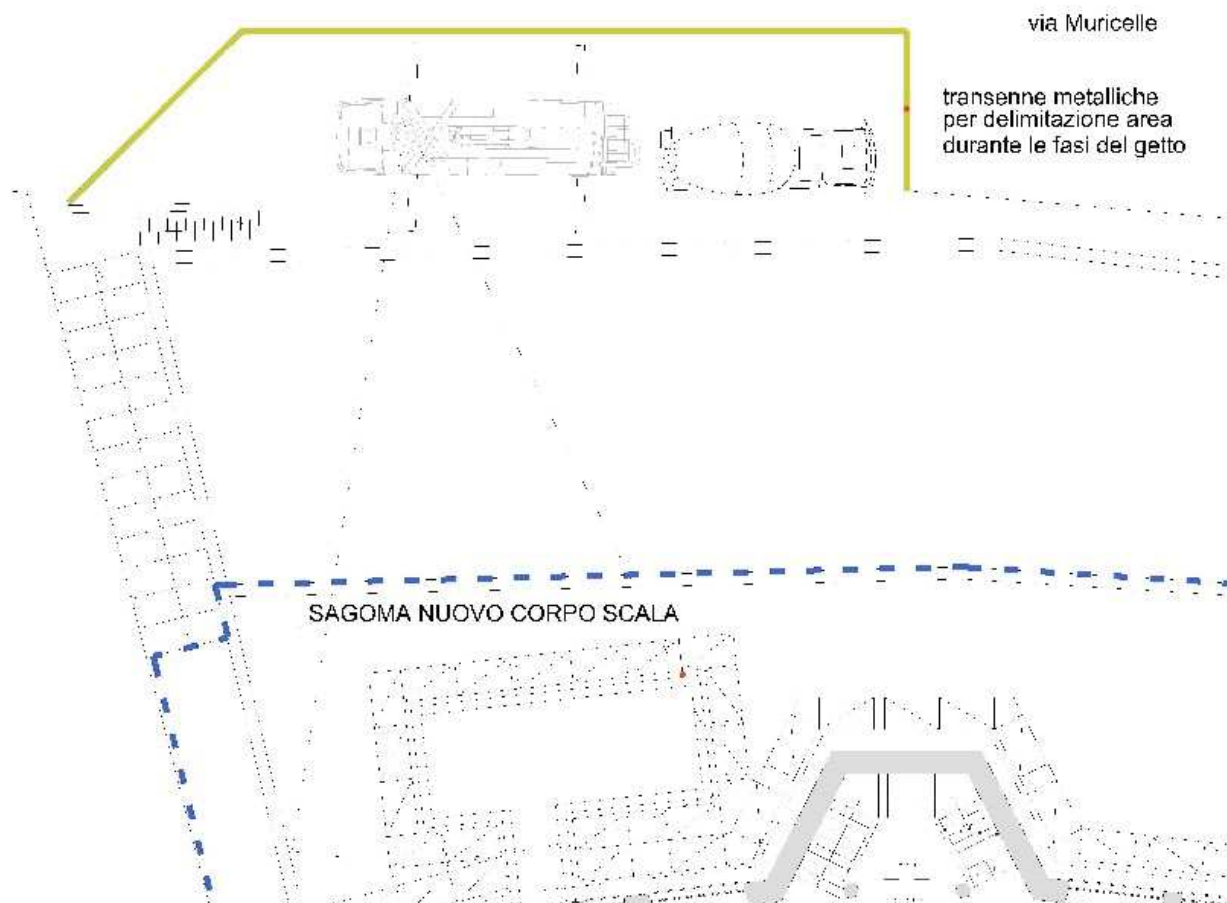 via Muricelle
transenne metalliche
per delimitazione area
durante le fasi del getto
SAGOMA NUOVO CORPO SCALA